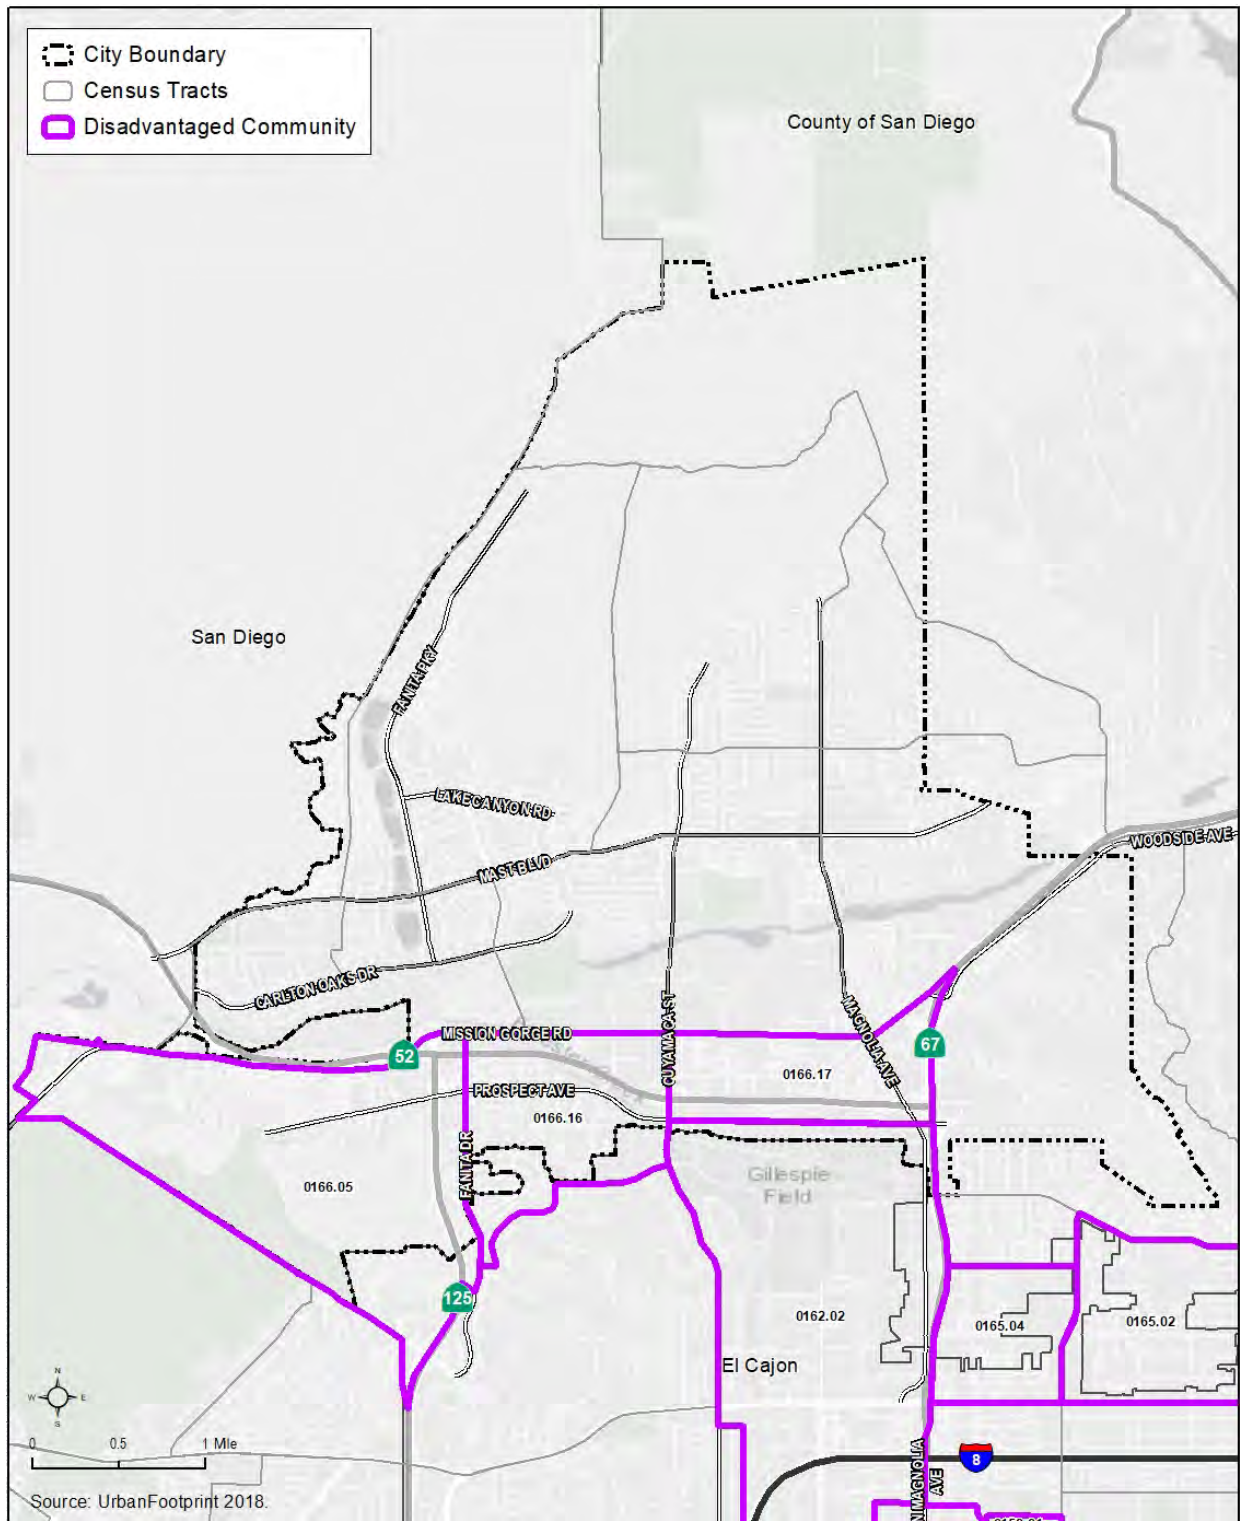 City Boundary
Census Tracts
Disadvantaged Community
County of San Diego
San Diego
FANITA PKY
LAKE CANYON RD
MAST BLVD
WOODSIDE AVE
CARLTON OAKS DR
MISSION GORGE RD
CUYAMACA ST
MAGNOLIA AVE
52
67
0166.17
PROSPECT AVE
0166.16
FANITA DR
0166.05
Gillespie
Field
125
0162.02
0165.04
0165.02
El Cajon
N
W E
S
0 0.5 1 Mile
8
N MAGNOLIA
AVE
Source: UrbanFootprint 2018.